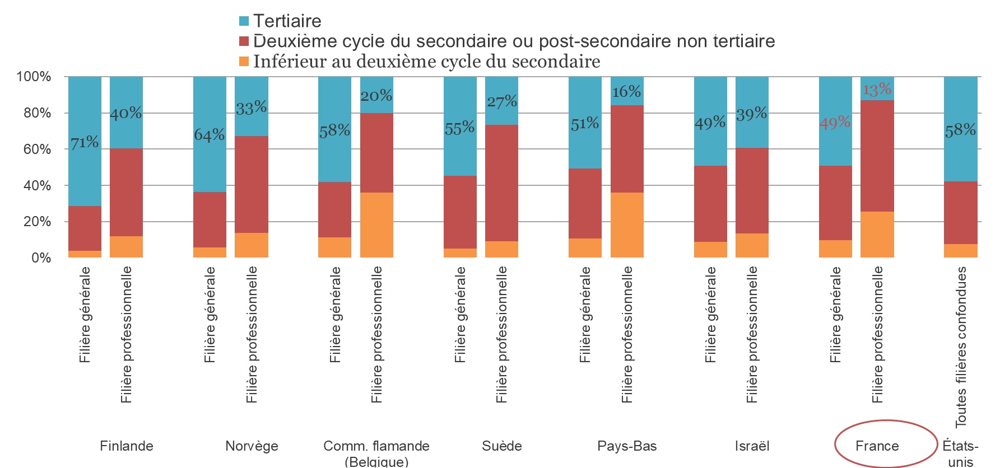 Tertiaire
Deuxième cycle du secondaire ou post-secondaire non tertiaire
Inférieur au deuxième cycle du secondaire
100%
80%
60%
40%
20%
0%
71%
40%
64%
33%
58%
20%
55%
27%
51%
16%
49%
39%
49%
13%
58%
Filière générale
Filière professionnelle
Filière générale
Filière professionnelle
Filière générale
Filière professionnelle
Filière générale
Filière professionnelle
Filière générale
Filière professionnelle
Filière générale
Filière professionnelle
Filière générale
Filière professionnelle
Toutes filières confondues
Finlande
Norvège
Comm. flamande
(Belgique)
Suède
Pays-Bas
Israël
France
États-
unis